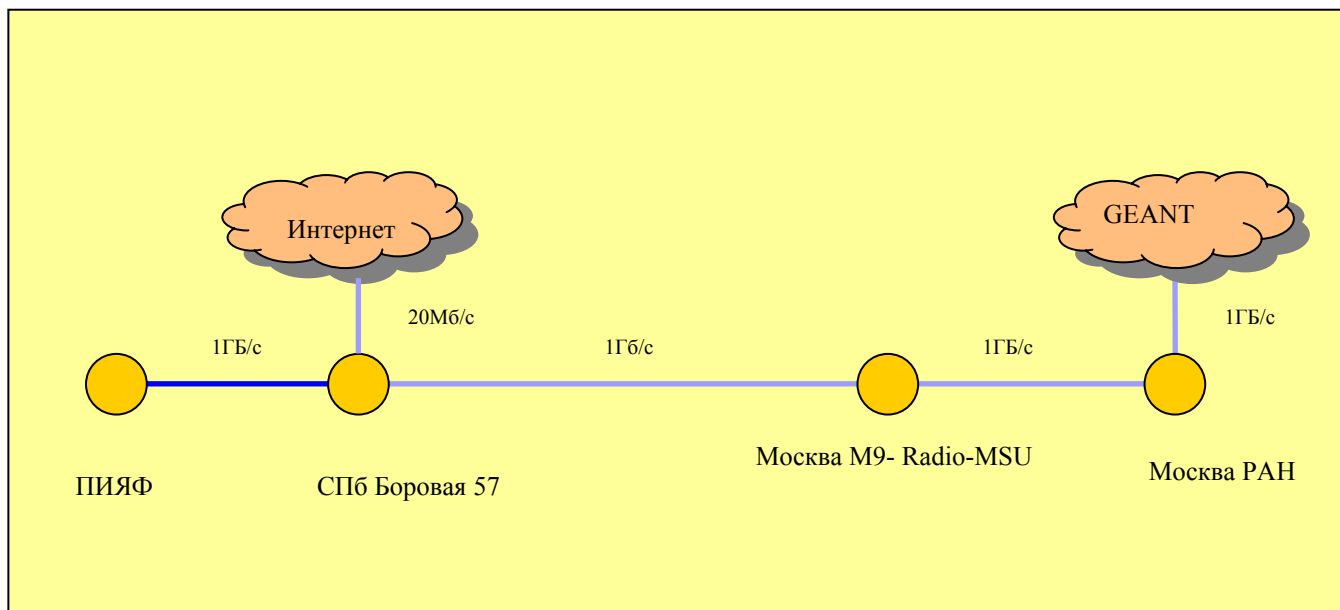 Интернет
GEANT
20Мб/с
1ГБ/с
1ГБ/с
1Гб/с
1ГБ/с
ПИЯФ
СПб Боровая 57
Москва М9- Radio-MSU
Москва РАН